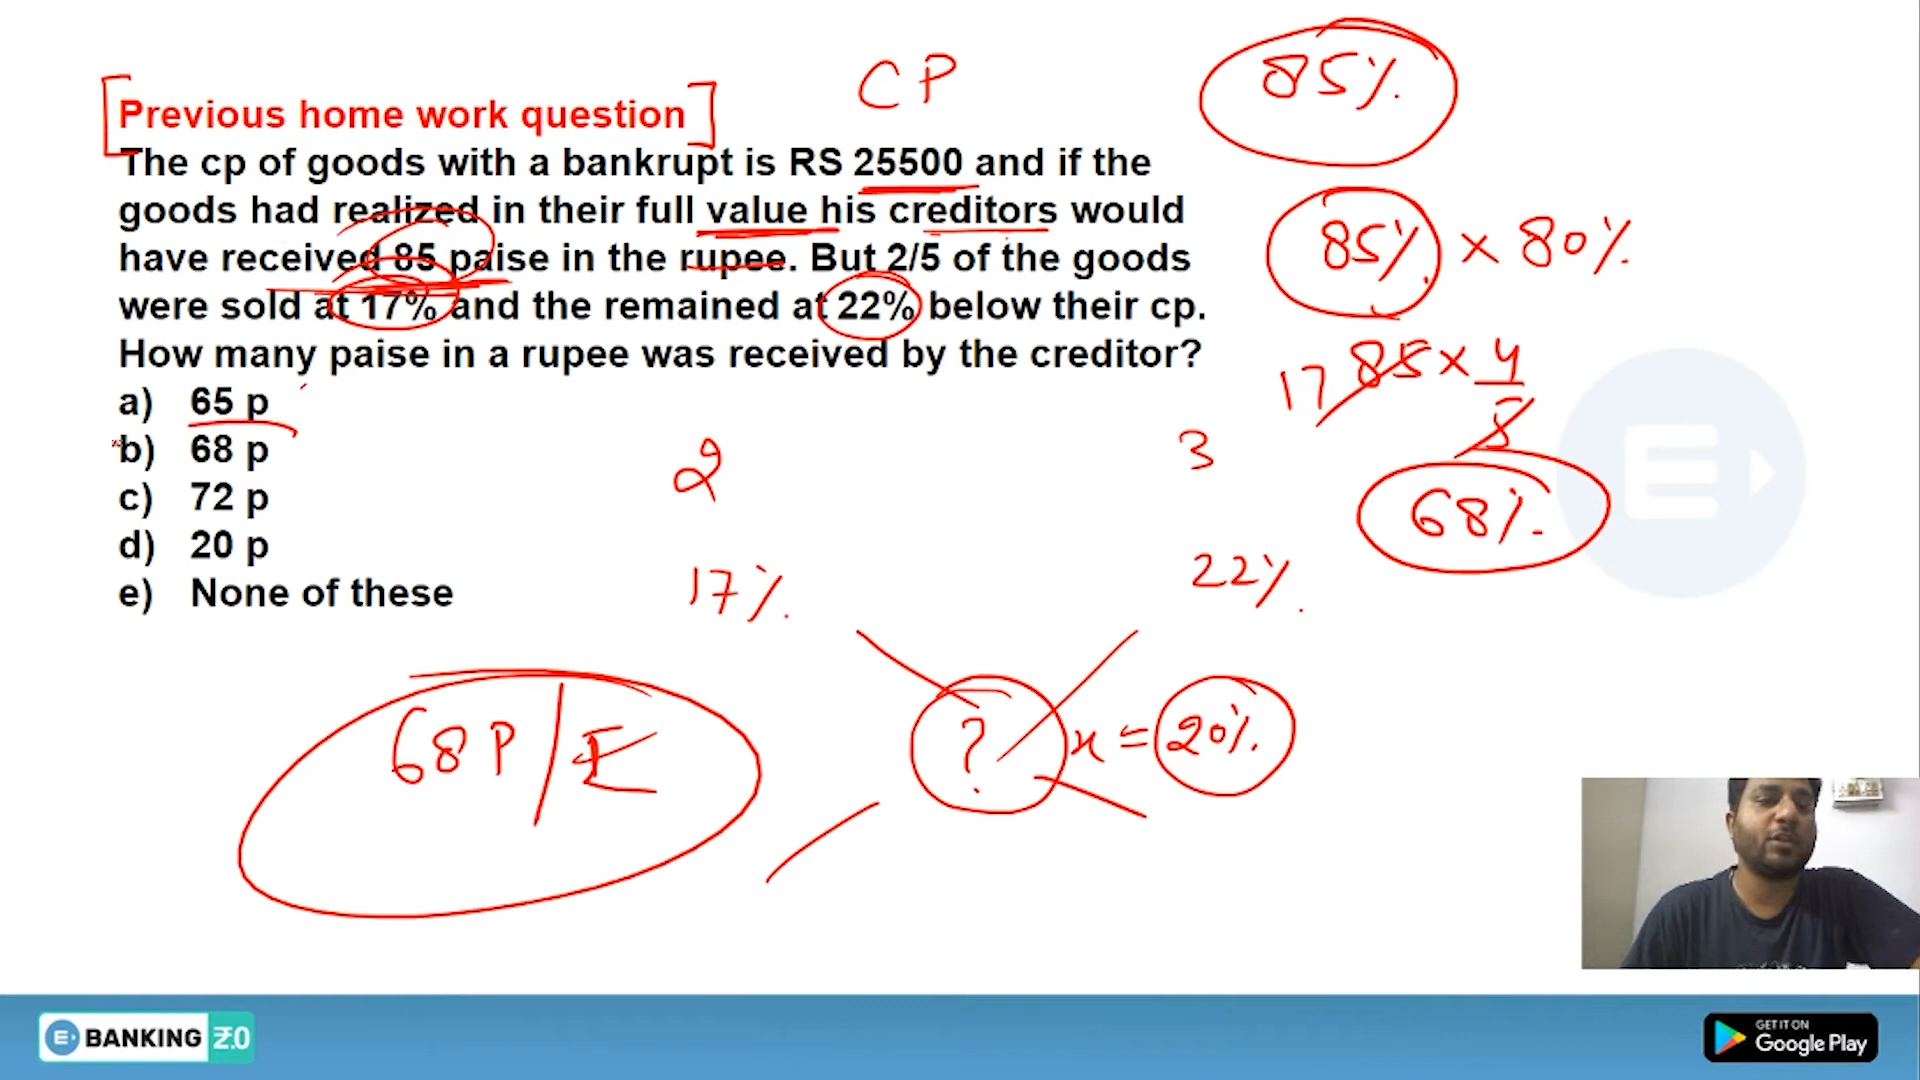 CP
85%
[Previous home work question]
The cp of goods with a bankrupt is RS 25500 and if the
goods had realized in their full value his creditors would
have received 85 paise in the rupee. But 2/5 of the goods
were sold at 17% and the remained at 22% below their cp.
How many paise in a rupee was received by the creditor?
a) 65 p
b) 68 p
c) 72 p
d) 20 p
e) None of these
85% × 80%
17 85 × 4
5
68%
2
3
17%
22%
68P/₹
?
x = 20%
BANKING 2.0
GET IT ON
Google Play